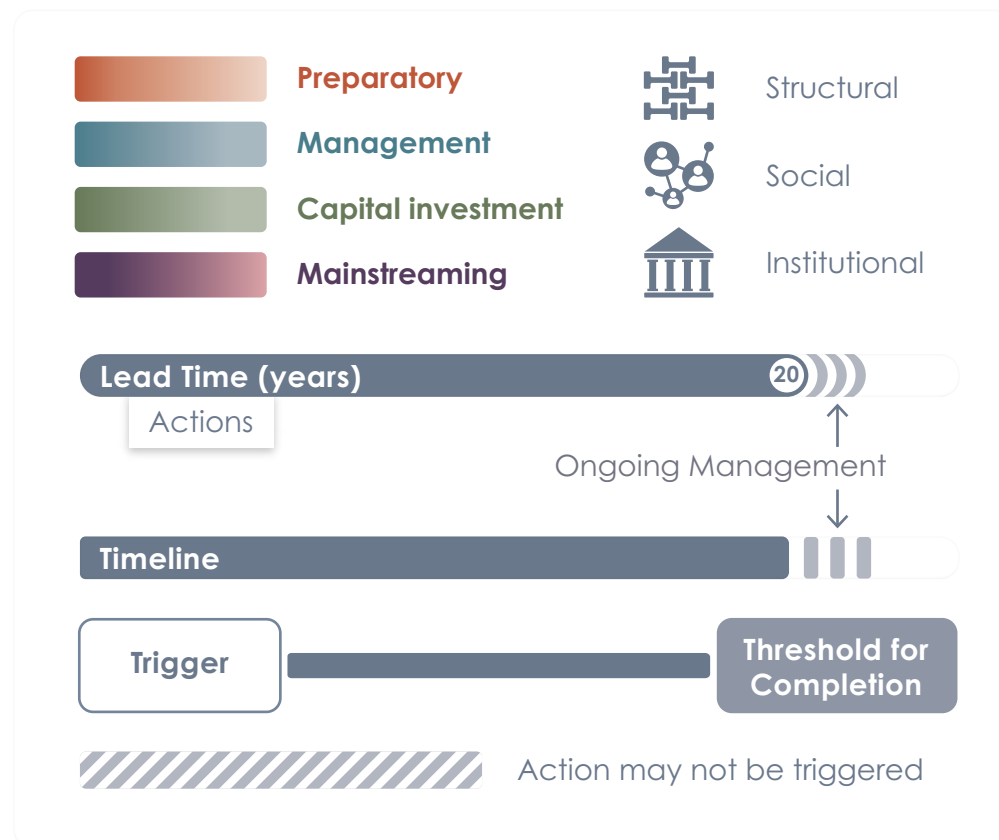 Preparatory
Management
Capital investment
Mainstreaming
Structural
Social
Institutional
Lead Time (years)
20
Actions
Ongoing Management
Timeline
Trigger
Threshold for
Completion
Action may not be triggered